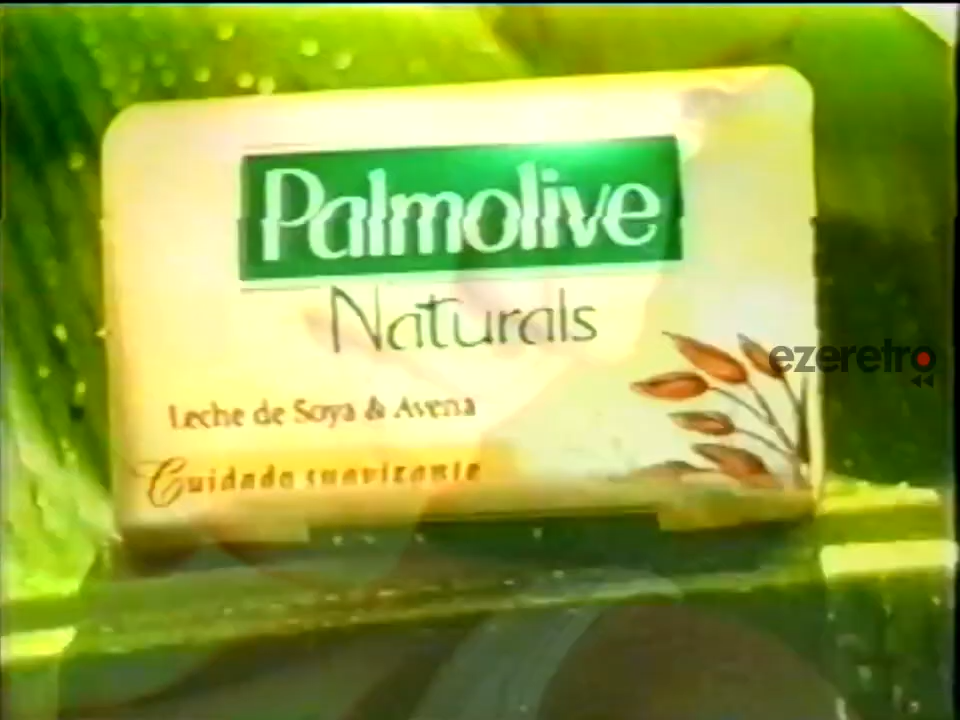 Palmolive
Naturals
ezeretro
Leche de Soya & Avena
Cuidado suavizante